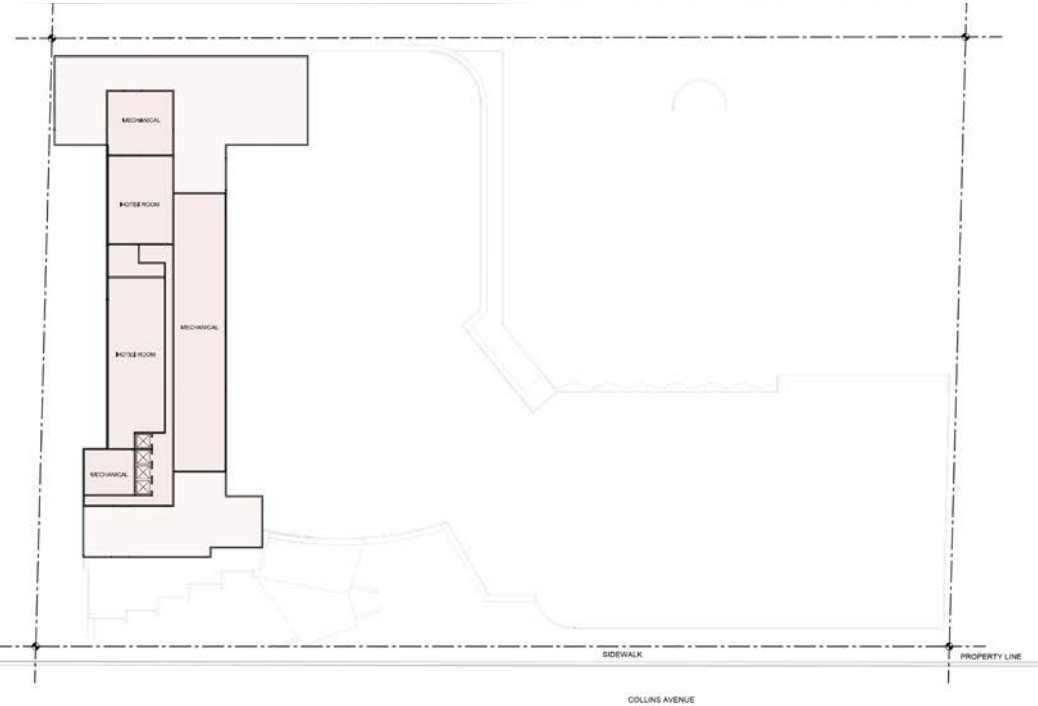 MECHANICAL
HOTEL ROOM
MECHANICAL
HOTEL ROOM
MECHANICAL
SIDEWALK
PROPERTY LINE
COLLINS AVENUE